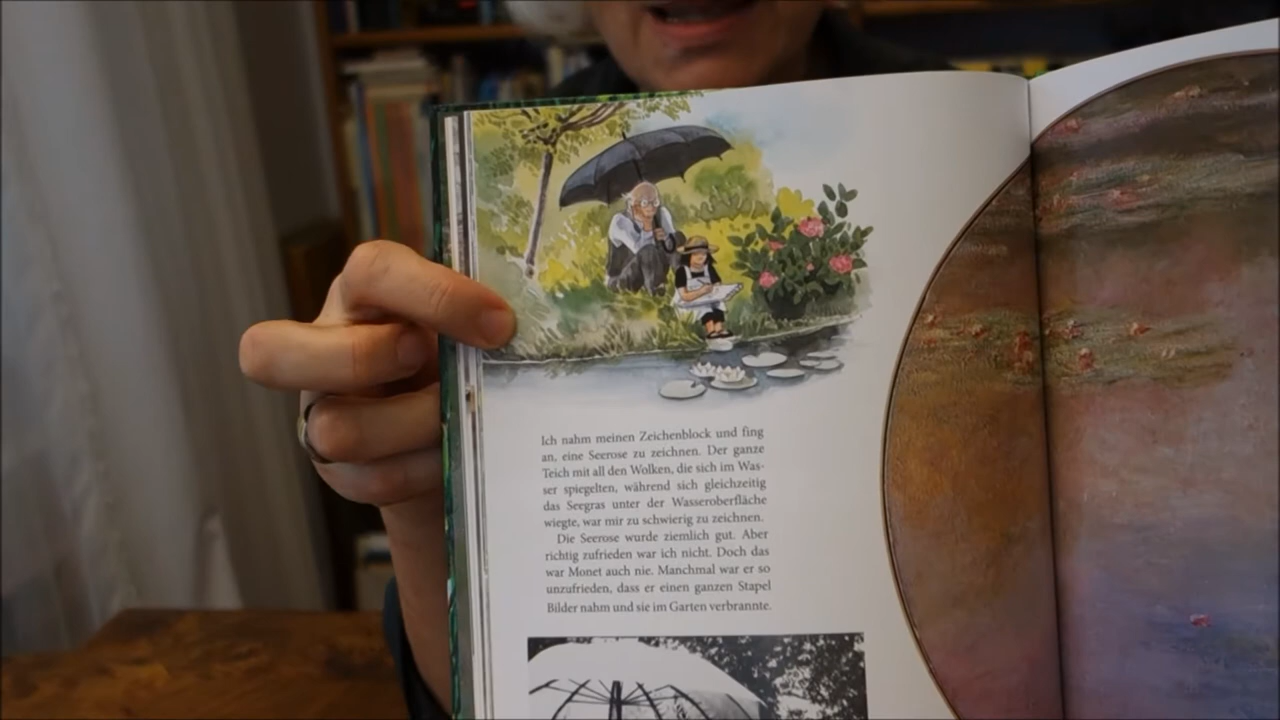 Ich nahm meinen Zeichenblock und fing
an, eine Seerose zu zeichnen. Der ganze
Teich mit all den Wolken, die sich im Was-
ser spiegelten, während sich gleichzeitig
das Seegras unter der Wasseroberfläche
wiegte, war mir zu schwierig zu zeichnen.
Die Seerose wurde ziemlich gut. Aber
richtig zufrieden war ich nicht. Doch das
war Monet auch nie. Manchmal war er so
unzufrieden, dass er einen ganzen Stapel
Bilder nahm und sie im Garten verbrannte.